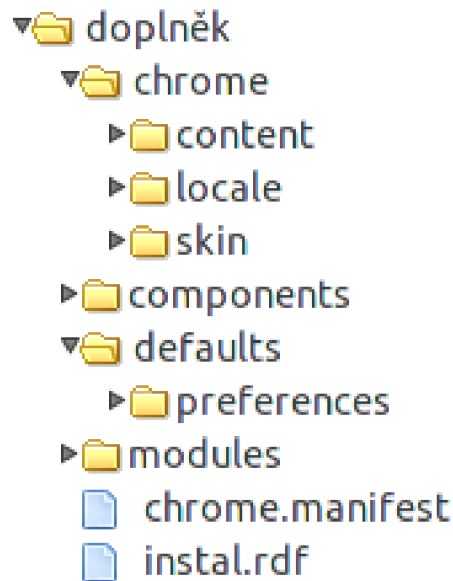 doplněk
chrome
content
locale
skin
components
defaults
preferences
modules
chrome.manifest
instal.rdf